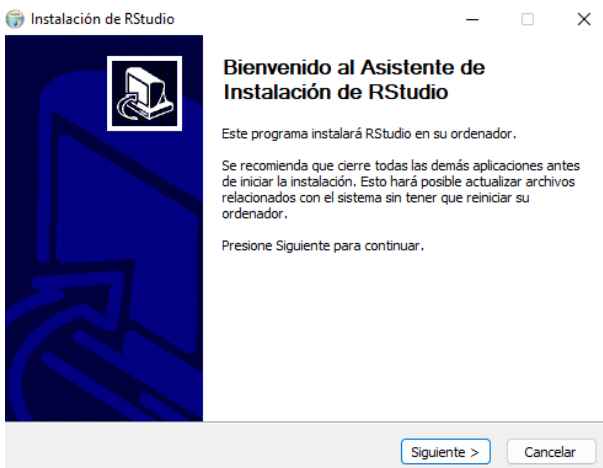 Instalación de RStudio
Bienvenido al Asistente de
Instalación de RStudio
Este programa instalará RStudio en su ordenador.
Se recomienda que cierre todas las demás aplicaciones antes
de iniciar la instalación. Esto hará posible actualizar archivos
relacionados con el sistema sin tener que reiniciar su
ordenador.
Presione Siguiente para continuar.
Siguiente >
Cancelar